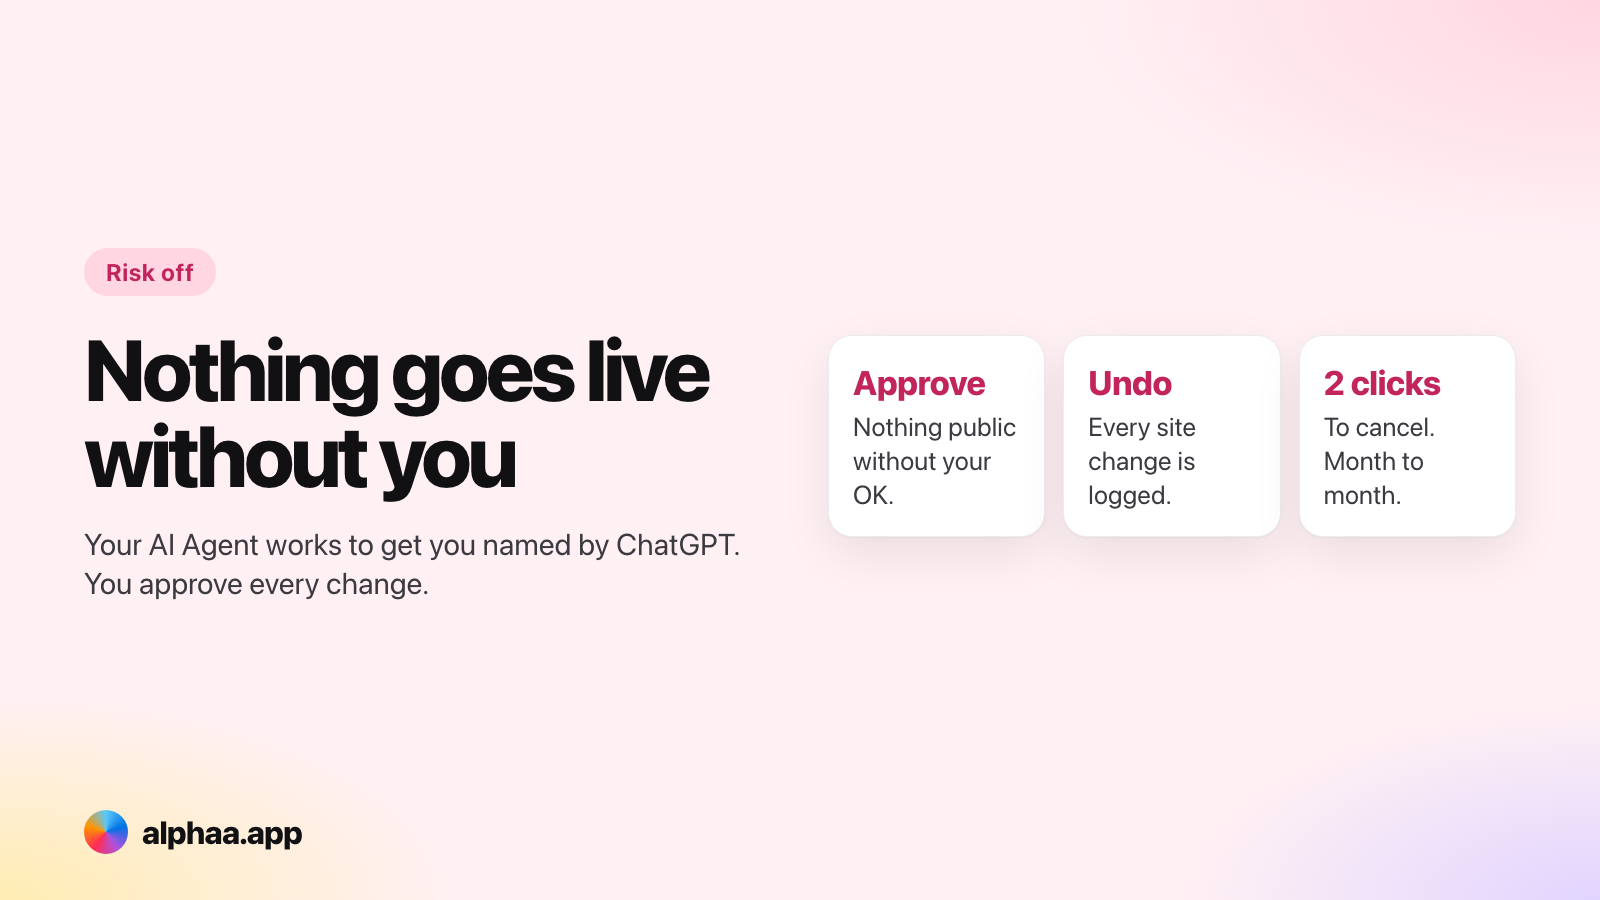 Risk off
Nothing goes live
without you
Your AI Agent works to get you named by ChatGPT.
You approve every change.
Approve
Nothing public
without your
OK.
Undo
Every site
change is
logged.
2 clicks
To cancel.
Month to
month.
alphaa.app